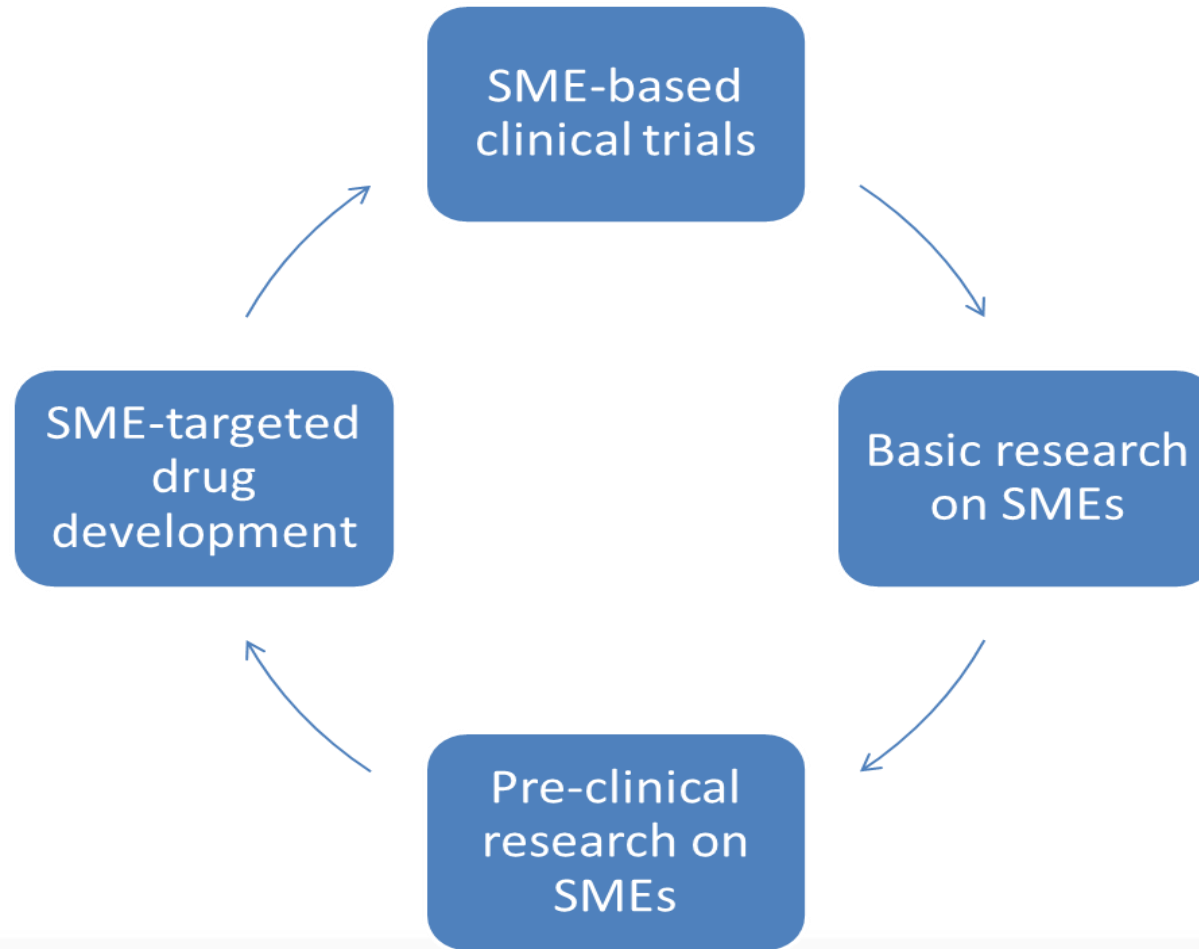 SME-based
clinical trials
Basic research
on SMEs
Pre-clinical
research on
SMEs
SME-targeted
drug
development